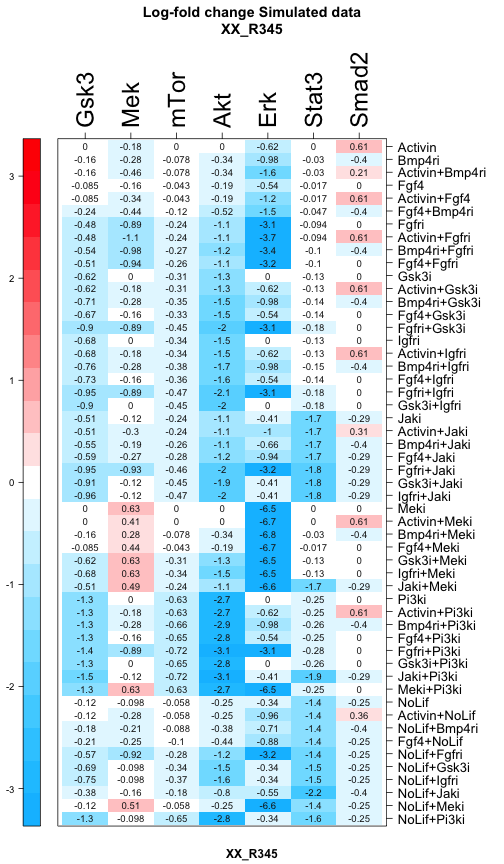 Log-fold change Simulated data
XX_R345
Gsk3 Mek mTor Akt Erk Stat3 Smad2
3
2
1
0
-1
-2
-3
0 -0.18 0 0 -0.62 0 0.61 Activin
-0.16 -0.28 -0.078 -0.34 -0.98 -0.03 -0.4 Bmp4ri
-0.16 -0.46 -0.078 -0.34 -1.6 -0.03 0.21 Activin+Bmp4ri
-0.085 -0.16 -0.043 -0.19 -0.54 -0.017 0 Fgf4
-0.085 -0.34 -0.043 -0.19 -1.2 -0.017 0.61 Activin+Fgf4
-0.24 -0.44 -0.12 -0.52 -1.5 -0.047 -0.4 Fgf4+Bmp4ri
-0.48 -0.89 -0.24 -1.1 -3.1 -0.094 0 Fgfri
-0.48 -1.1 -0.24 -1.1 -3.7 -0.094 0.61 Activin+Fgfri
-0.54 -0.98 -0.27 -1.2 -3.4 -0.1 -0.4 Bmp4ri+Fgfri
-0.51 -0.94 -0.26 -1.1 -3.2 -0.1 0 Fgf4+Fgfri
-0.62 0 -0.31 -1.3 0 -0.13 0 Gsk3i
-0.62 -0.18 -0.31 -1.3 -0.62 -0.13 0.61 Activin+Gsk3i
-0.71 -0.28 -0.35 -1.5 -0.98 -0.14 -0.4 Bmp4ri+Gsk3i
-0.67 -0.16 -0.33 -1.5 -0.54 -0.14 0 Fgf4+Gsk3i
-0.9 -0.89 -0.45 -2 -3.1 -0.18 0 Fgfri+Gsk3i
-0.68 0 -0.34 -1.5 0 -0.13 0 Igfri
-0.68 -0.18 -0.34 -1.5 -0.62 -0.13 0.61 Activin+Igfri
-0.76 -0.28 -0.38 -1.7 -0.98 -0.15 -0.4 Bmp4ri+Igfri
-0.73 -0.16 -0.36 -1.6 -0.54 -0.14 0 Fgf4+Igfri
-0.95 -0.89 -0.47 -2.1 -3.1 -0.18 0 Fgfri+Igfri
-0.9 0 -0.45 -2 0 -0.18 0 Gsk3i+Igfri
-0.51 -0.12 -0.24 -1.1 -0.41 -1.7 -0.29 Jaki
-0.51 -0.3 -0.24 -1.1 -1 -1.7 0.31 Activin+Jaki
-0.55 -0.19 -0.26 -1.1 -0.66 -1.7 -0.4 Bmp4ri+Jaki
-0.59 -0.27 -0.28 -1.2 -0.94 -1.7 -0.29 Fgf4+Jaki
-0.95 -0.93 -0.46 -2 -3.2 -1.8 -0.29 Fgfri+Jaki
-0.91 -0.12 -0.45 -1.9 -0.41 -1.8 -0.29 Gsk3i+Jaki
-0.96 -0.12 -0.47 -2 -0.41 -1.8 -0.29 Igfri+Jaki
0 0.63 0 0 -6.5 0 0 Meki
0 0.41 0 0 -6.7 0 0.61 Activin+Meki
-0.16 0.28 -0.078 -0.34 -6.8 -0.03 -0.4 Bmp4ri+Meki
-0.085 0.44 -0.043 -0.19 -6.7 -0.017 0 Fgf4+Meki
-0.62 0.63 -0.31 -1.3 -6.5 -0.13 0 Gsk3i+Meki
-0.68 0.63 -0.34 -1.5 -6.5 -0.13 0 Igfri+Meki
-0.51 0.49 -0.24 -1.1 -6.6 -1.7 -0.29 Jaki+Meki
-1.3 0 -0.63 -2.7 0 -0.25 0 Pi3ki
-1.3 -0.18 -0.63 -2.7 -0.62 -0.25 0.61 Activin+Pi3ki
-1.3 -0.28 -0.66 -2.9 -0.98 -0.26 -0.4 Bmp4ri+Pi3ki
-1.3 -0.16 -0.65 -2.8 -0.54 -0.25 0 Fgf4+Pi3ki
-1.4 -0.89 -0.72 -3.1 -3.1 -0.28 0 Fgfri+Pi3ki
-1.3 0 -0.65 -2.8 0 -0.26 0 Gsk3i+Pi3ki
-1.5 -0.12 -0.72 -3.1 -0.41 -1.9 -0.29 Jaki+Pi3ki
-1.3 0.63 -0.63 -2.7 -6.5 -0.25 0 Meki+Pi3ki
-0.12 -0.098 -0.058 -0.25 -0.34 -1.4 -0.25 NoLif
-0.12 -0.28 -0.058 -0.25 -0.96 -1.4 0.36 Activin+NoLif
-0.18 -0.21 -0.088 -0.38 -0.71 -1.4 -0.4 NoLif+Bmp4ri
-0.21 -0.25 -0.1 -0.44 -0.88 -1.4 -0.25 Fgf4+NoLif
-0.57 -0.92 -0.28 -1.2 -3.2 -1.4 -0.25 NoLif+Fgfri
-0.69 -0.098 -0.34 -1.5 -0.34 -1.5 -0.25 NoLif+Gsk3i
-0.75 -0.098 -0.37 -1.6 -0.34 -1.5 -0.25 NoLif+Igfri
-0.38 -0.16 -0.18 -0.8 -0.55 -2.2 -0.4 NoLif+Jaki
-0.12 0.51 -0.058 -0.25 -6.6 -1.4 -0.25 NoLif+Meki
-1.3 -0.098 -0.65 -2.8 -0.34 -1.6 -0.25 NoLif+Pi3ki
XX_R345